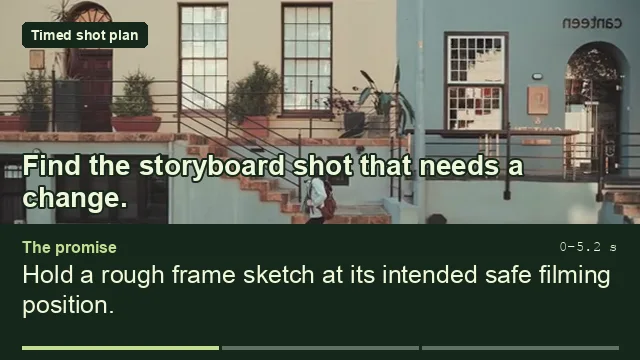 Timed shot plan
canteen
Find the storyboard shot that needs a
change.
The promise
0–5.2 s
Hold a rough frame sketch at its intended safe filming
position.